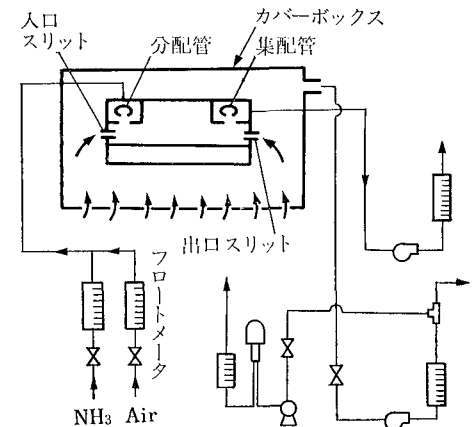 カバーボックス
入口
スリット
分配管
集配管
出口スリット
フロートメータ
NH₃ Air